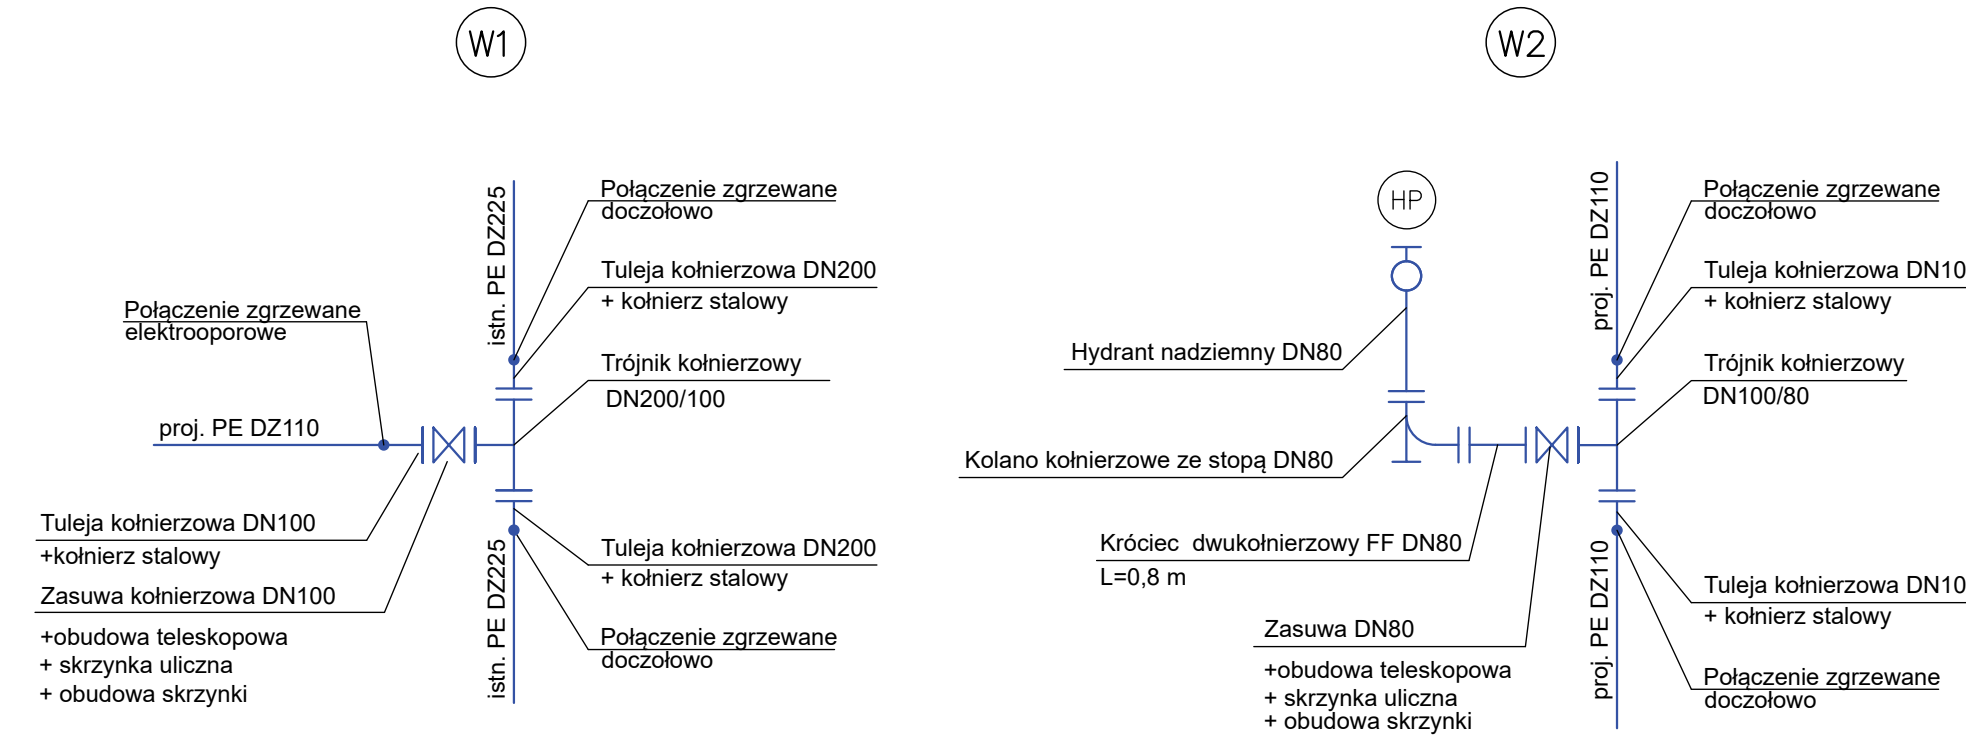 W1
istn. PE DZ225
Połączenie zgrzewane
doczołowo
Tuleja kołnierzowa DN200
+ kołnierz stalowy
Połączenie zgrzewane
elektrooporowe
Trójnik kołnierzowy
DN200/100
proj. PE DZ110
Tuleja kołnierzowa DN100
+kołnierz stalowy
Zasuwa kołnierzowa DN100
+obudowa teleskopowa
+ skrzynka uliczna
+ obudowa skrzynki
istn. PE DZ225
Tuleja kołnierzowa DN200
+ kołnierz stalowy
Połączenie zgrzewane
doczołowo
W2
HP
proj. PE DZ110
Połączenie zgrzewane
doczołowo
Tuleja kołnierzowa DN10
+ kołnierz stalowy
Hydrant nadziemny DN80
Trójnik kołnierzowy
DN100/80
Kolano kołnierzowe ze stopą DN80
Króciec dwukołnierzowy FF DN80
L=0,8 m
Zasuwa DN80
+obudowa teleskopowa
+ skrzynka uliczna
+ obudowa skrzynki
proj. PE DZ110
Tuleja kołnierzowa DN10
+ kołnierz stalowy
Połączenie zgrzewane
doczołowo